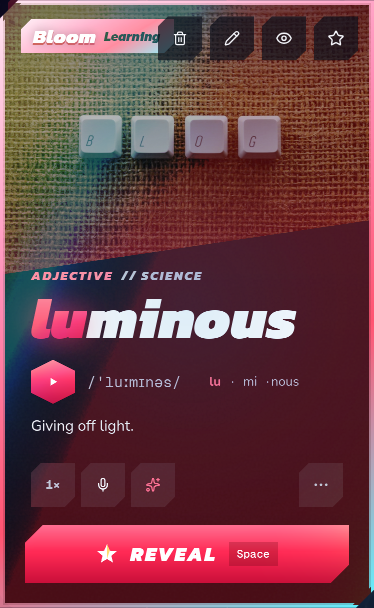 Bloom Learning
B L O G
ADJECTIVE // SCIENCE
luminous
/ˈluːmɪnəs/ lu · mi · nous
Giving off light.
1×
REVEAL Space